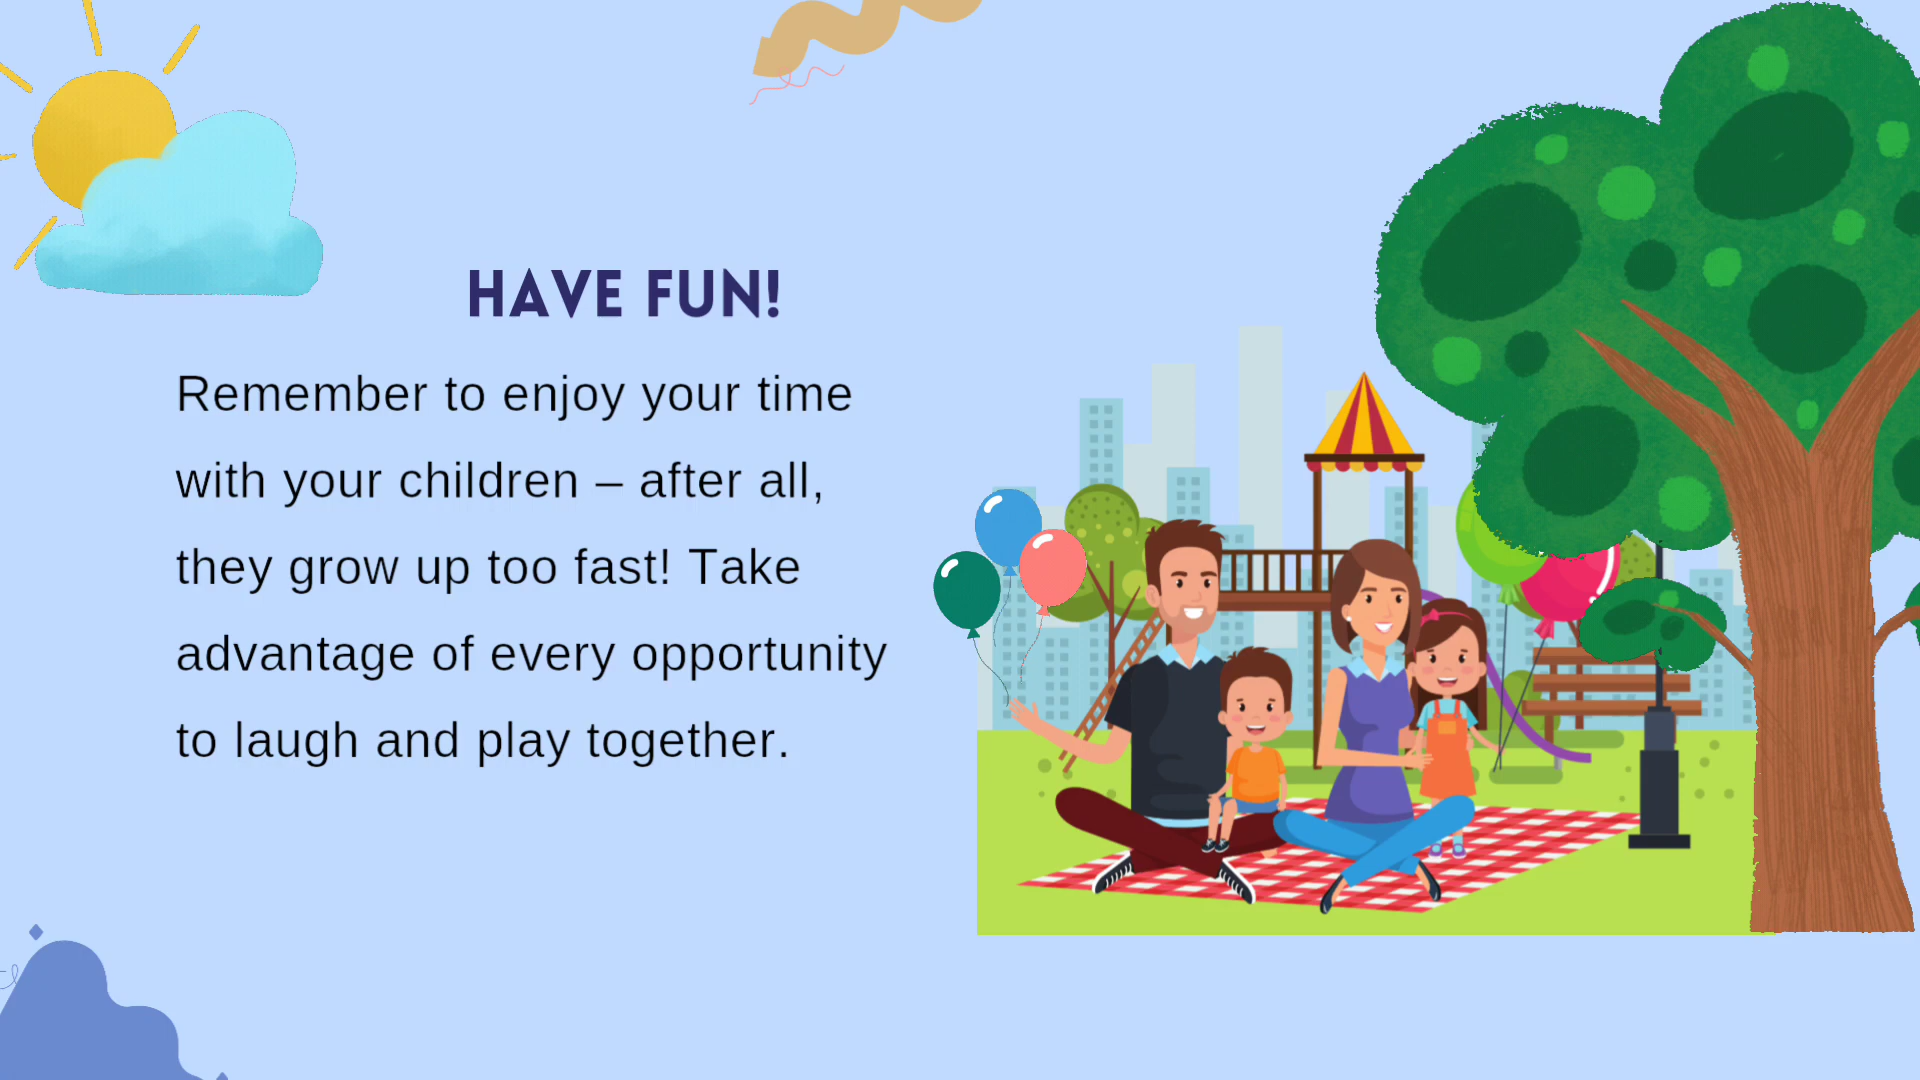 HAVE FUN!
Remember to enjoy your time
with your children – after all,
they grow up too fast! Take
advantage of every opportunity
to laugh and play together.